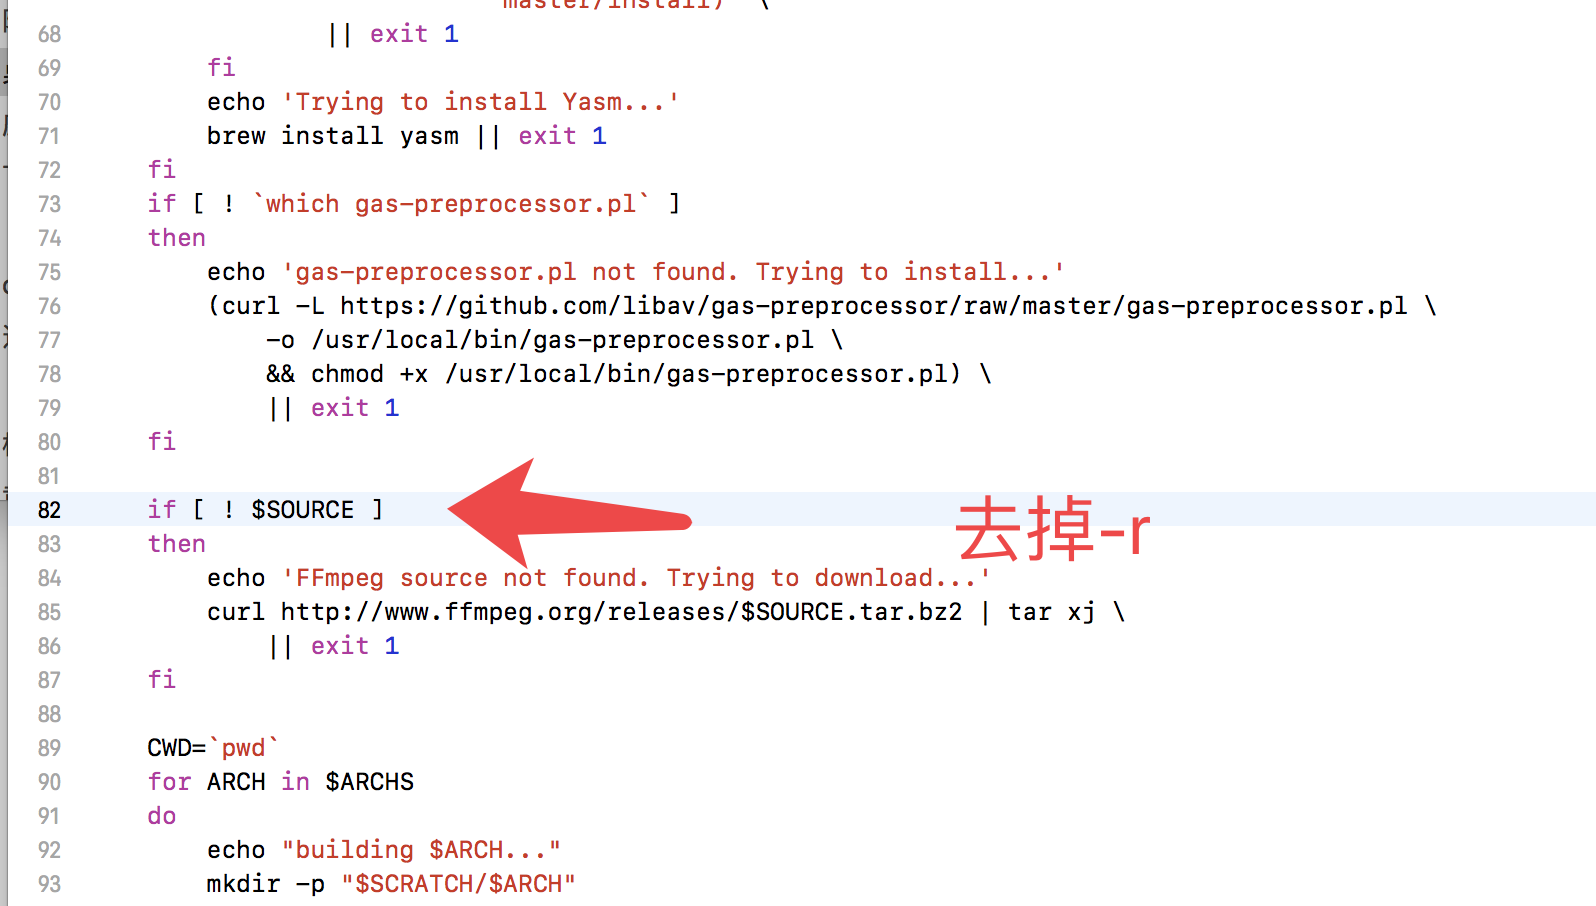 master/install)" \
68 || exit 1
69 fi
70 echo 'Trying to install Yasm...'
71 brew install yasm || exit 1
72 fi
73 if [ ! `which gas-preprocessor.pl` ]
74 then
75 echo 'gas-preprocessor.pl not found. Trying to install...'
76 (curl -L https://github.com/libav/gas-preprocessor/raw/master/gas-preprocessor.pl \
77 -o /usr/local/bin/gas-preprocessor.pl \
78 && chmod +x /usr/local/bin/gas-preprocessor.pl) \
79 || exit 1
80 fi
81
82 if [ ! $SOURCE ]
去掉-r
83 then
84 echo 'FFmpeg source not found. Trying to download...'
85 curl http://www.ffmpeg.org/releases/$SOURCE.tar.bz2 | tar xj \
86 || exit 1
87 fi
88
89 CWD=`pwd`
90 for ARCH in $ARCHS
91 do
92 echo "building $ARCH..."
93 mkdir -p "$SCRATCH/$ARCH"